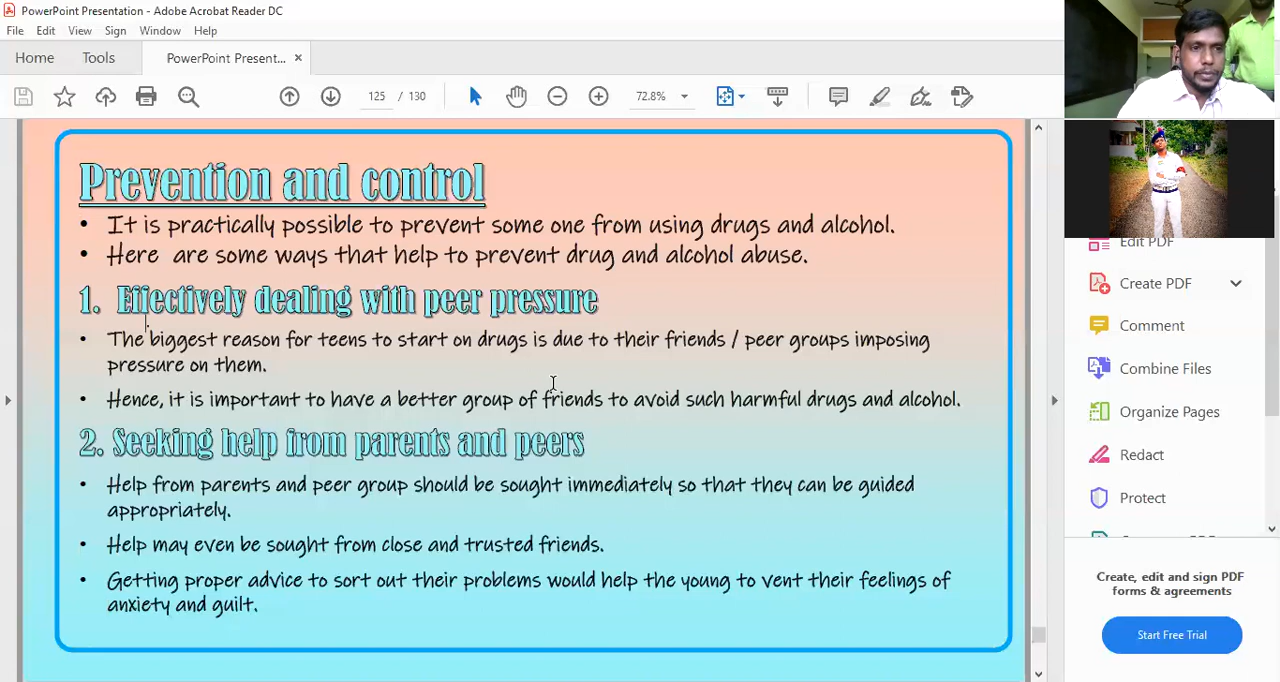 PowerPoint Presentation - Adobe Acrobat Reader DC
File Edit View Sign Window Help
Home Tools PowerPoint Present... ×
125 / 130 72.8%
Prevention and control
• It is practically possible to prevent some one from using drugs and alcohol.
• Here are some ways that help to prevent drug and alcohol abuse.
1. Effectively dealing with peer pressure
• The biggest reason for teens to start on drugs is due to their friends / peer groups imposing
pressure on them.
• Hence, it is important to have a better group of friends to avoid such harmful drugs and alcohol.
2. Seeking help from parents and peers
• Help from parents and peer group should be sought immediately so that they can be guided
appropriately.
• Help may even be sought from close and trusted friends.
• Getting proper advice to sort out their problems would help the young to vent their feelings of
anxiety and guilt.
Edit PDF
Create PDF
Comment
Combine Files
Organize Pages
Redact
Protect
Create, edit and sign PDF
forms & agreements
Start Free Trial